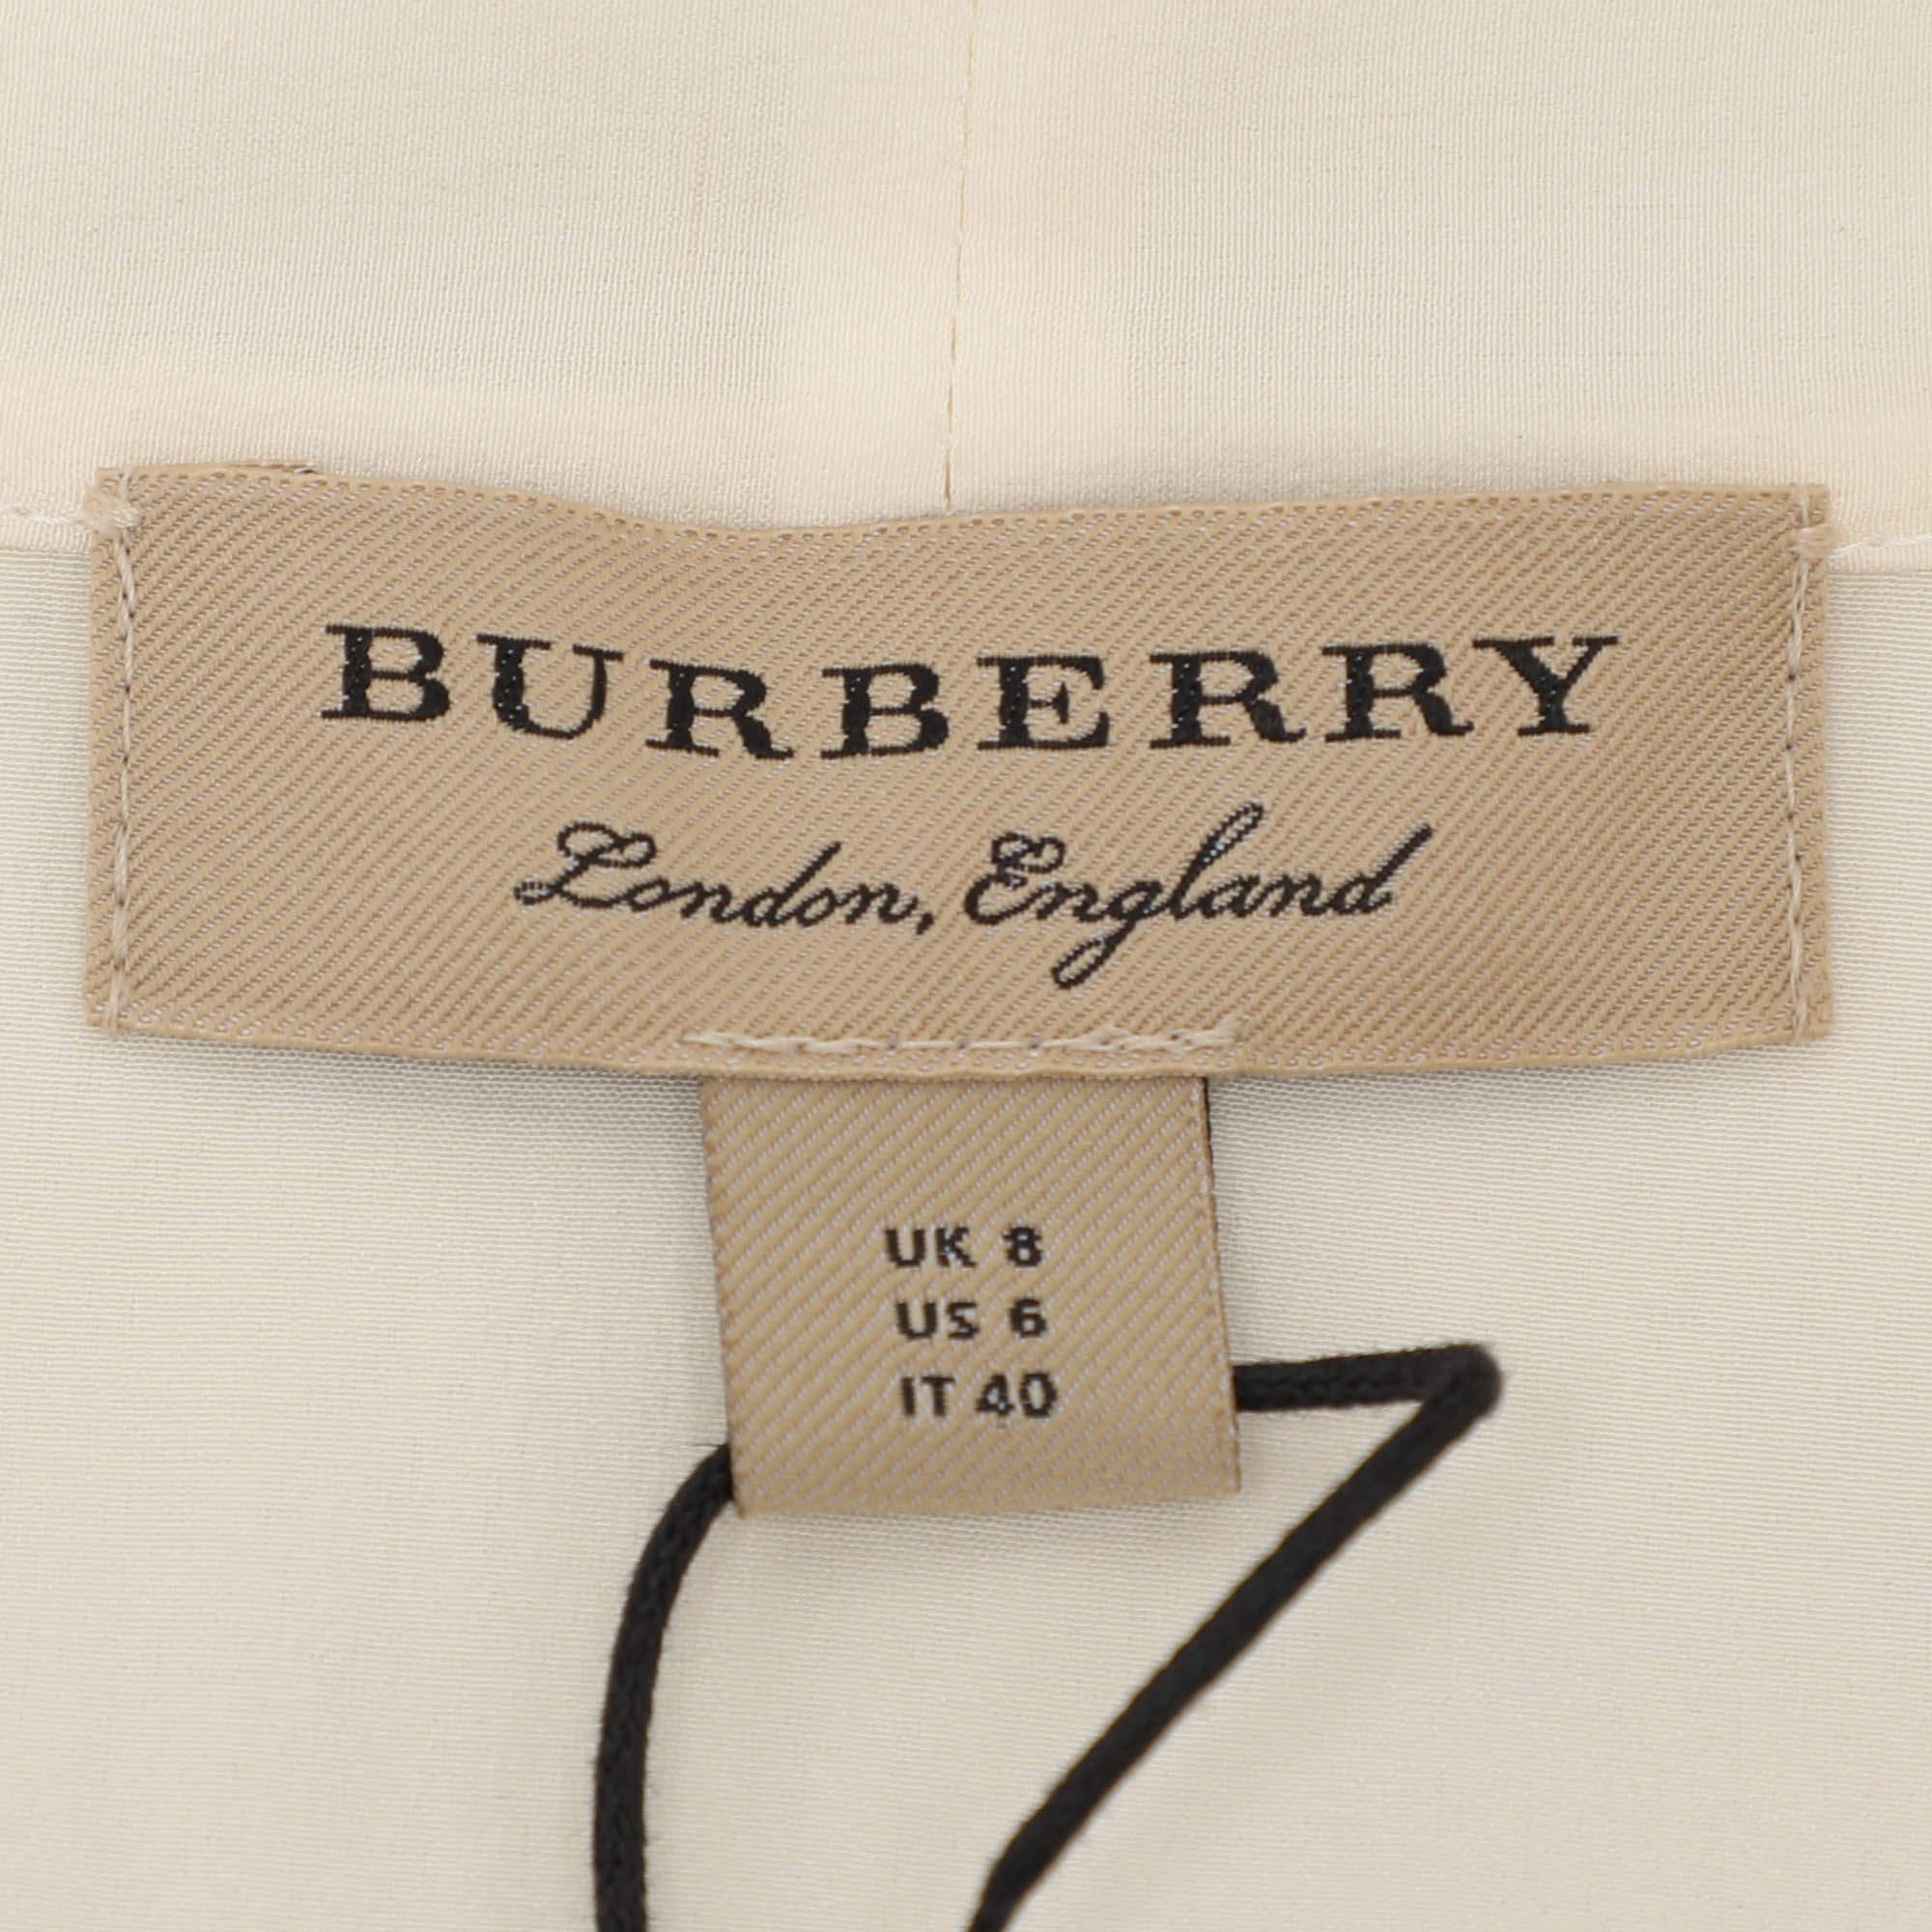 BURBERRY
London, England
UK 8
US 6
IT 40